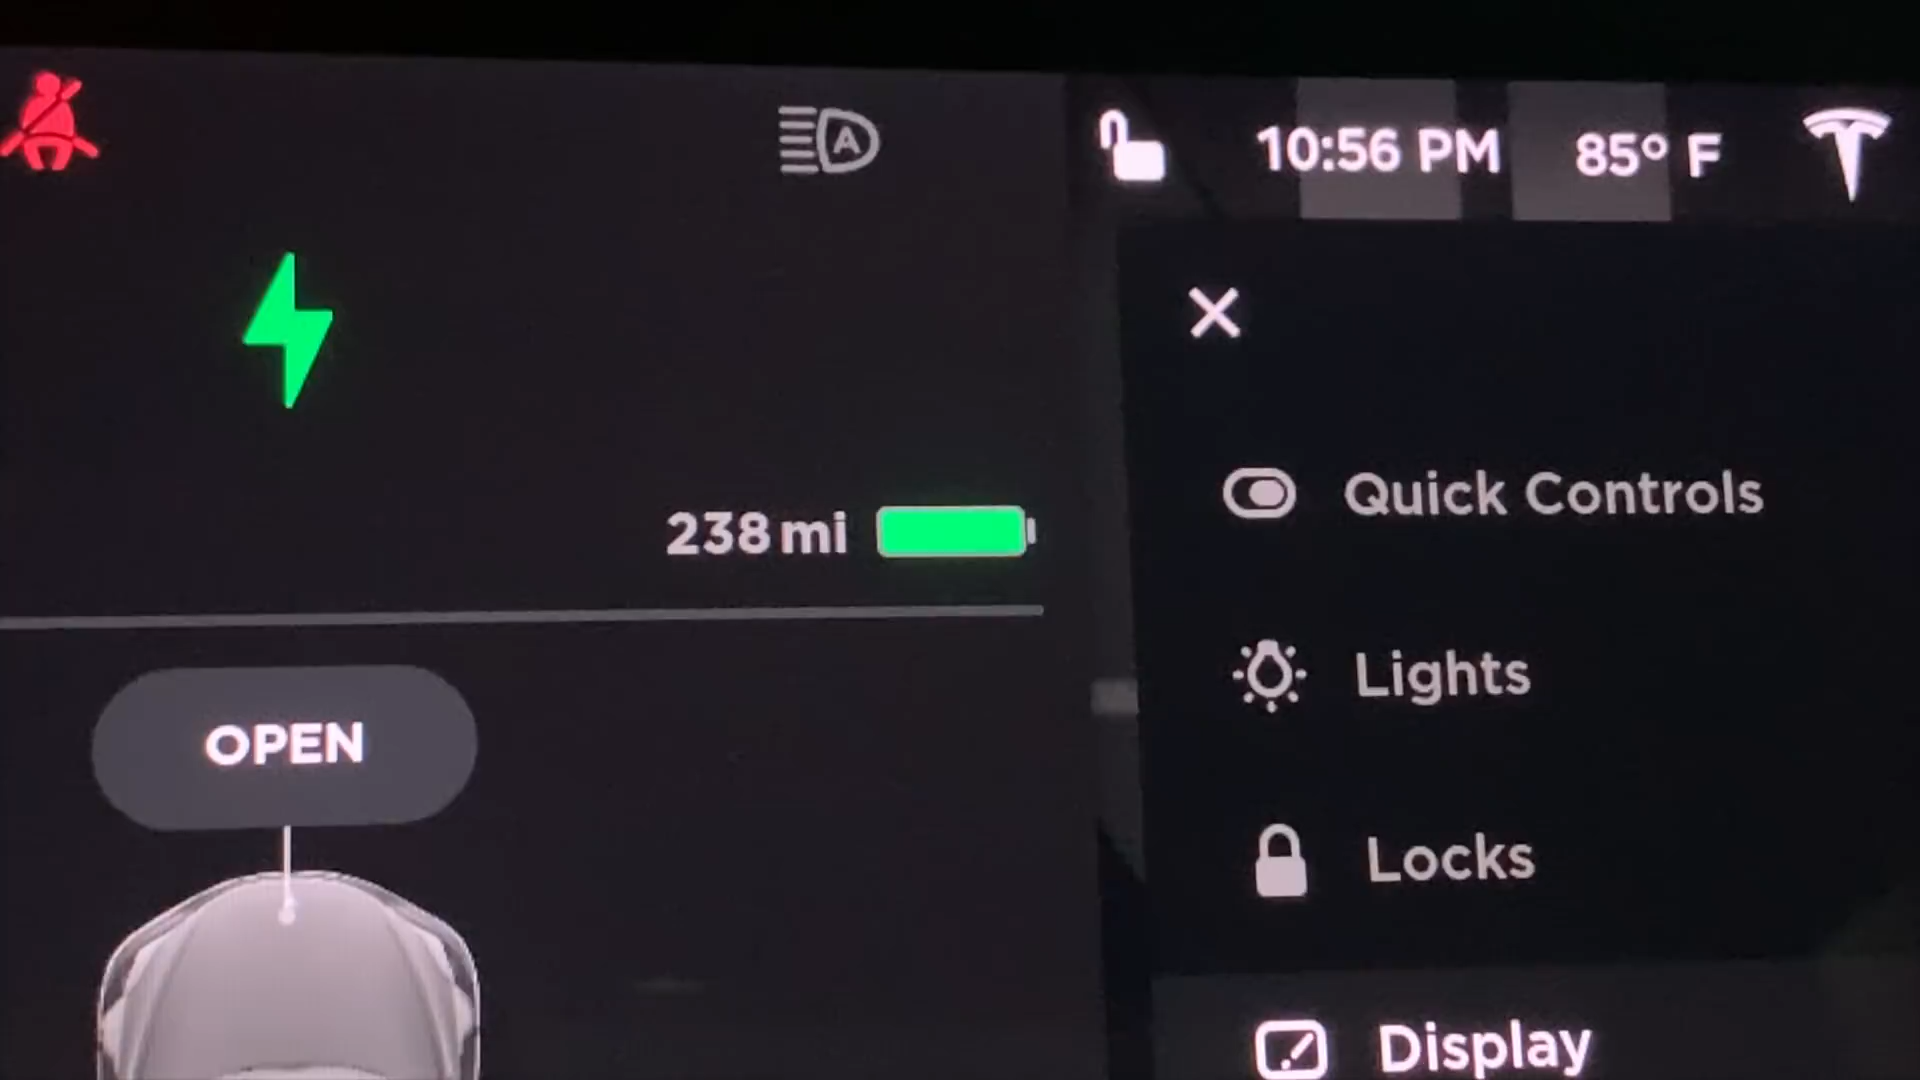 A
10:56 PM
85° F
Quick Controls
238 mi
Lights
OPEN
Locks
Display